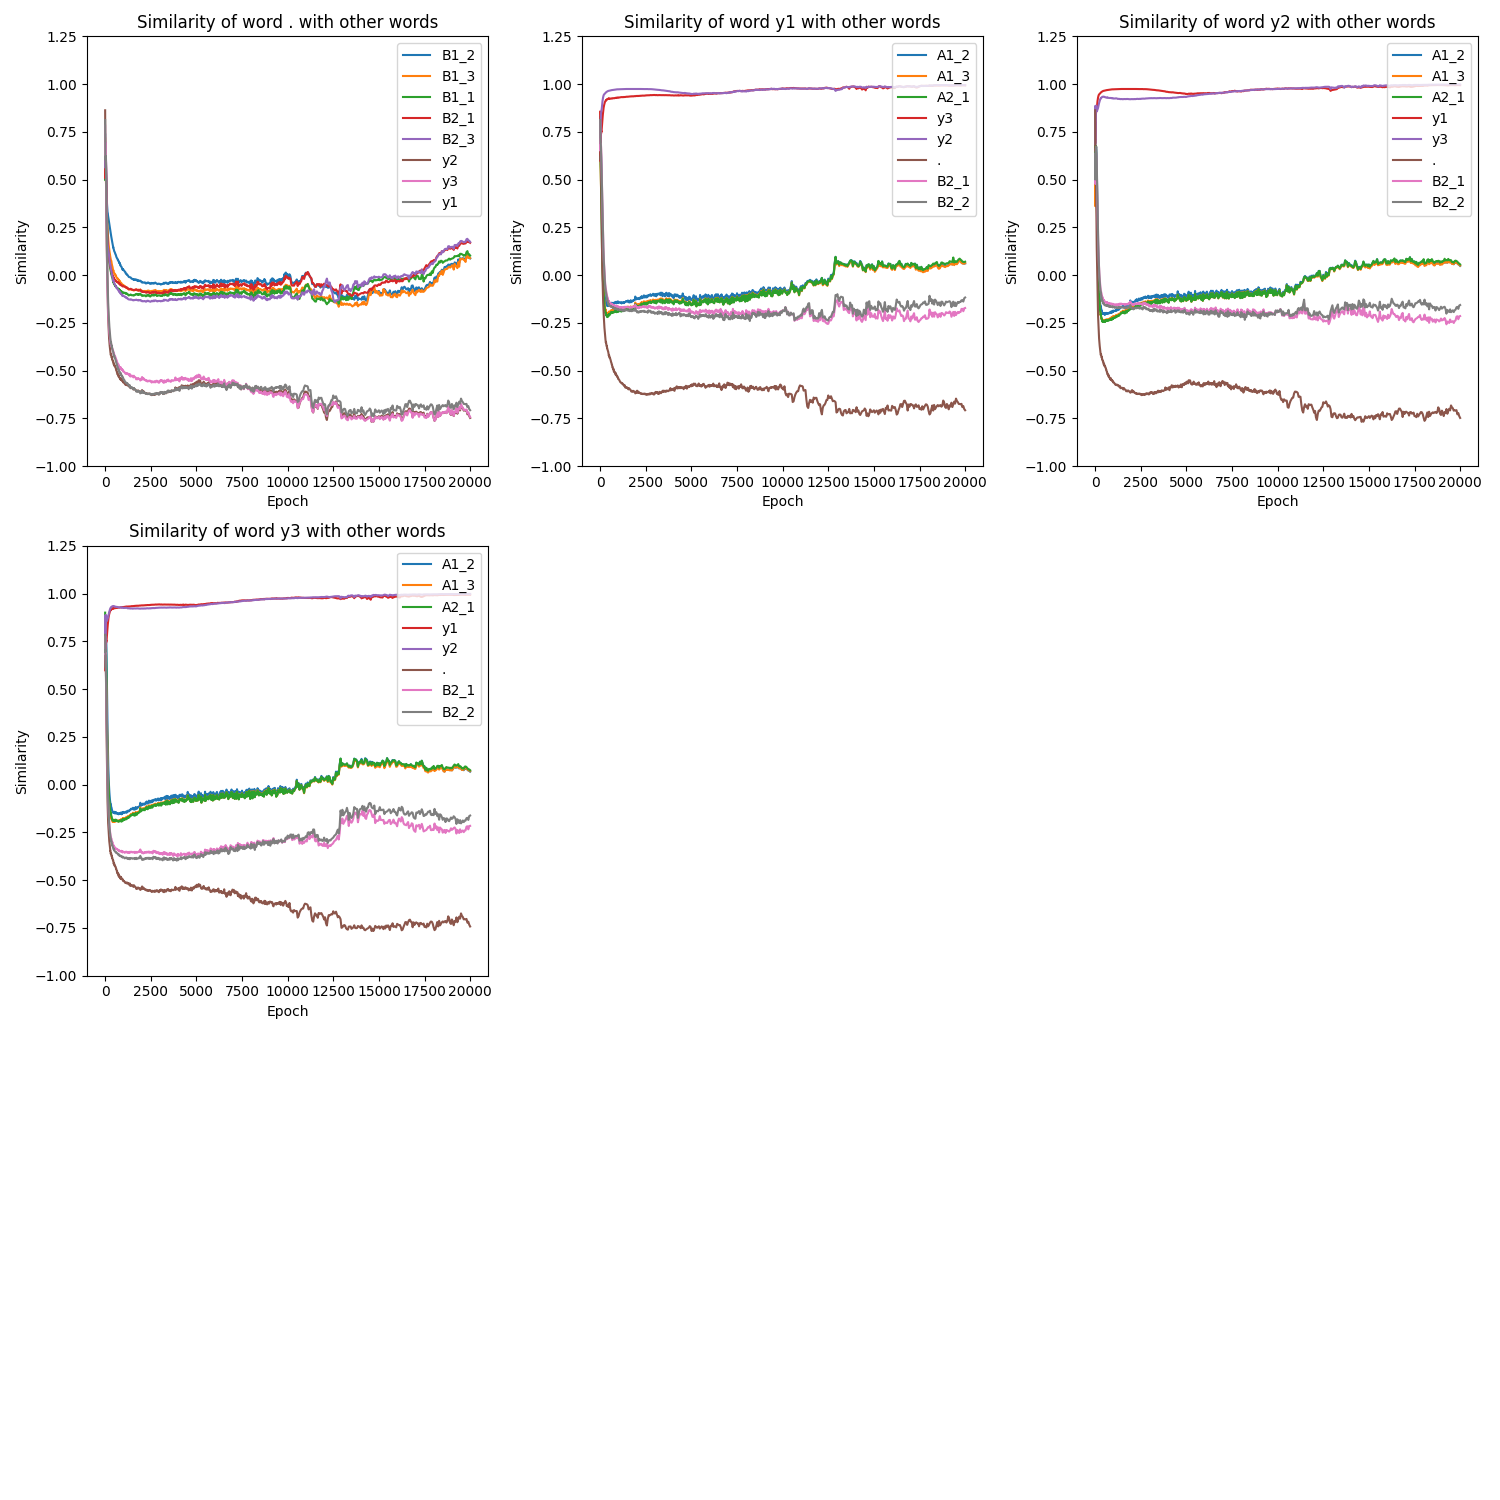 Similarity of word . with other words
1.25
1.00
0.75
0.50
0.25
0.00
−0.25
−0.50
−0.75
−1.00
Similarity
0 2500 5000 7500 10000 12500 15000 17500 20000
Epoch
B1_2
B1_3
B1_1
B2_1
B2_3
y2
y3
y1
Similarity of word y1 with other words
1.25
1.00
0.75
0.50
0.25
0.00
−0.25
−0.50
−0.75
−1.00
Similarity
0 2500 5000 7500 10000 12500 15000 17500 20000
Epoch
A1_2
A1_3
A2_1
y3
y2
.
B2_1
B2_2
Similarity of word y2 with other words
1.25
1.00
0.75
0.50
0.25
0.00
−0.25
−0.50
−0.75
−1.00
Similarity
0 2500 5000 7500 10000 12500 15000 17500 20000
Epoch
A1_2
A1_3
A2_1
y1
y3
.
B2_1
B2_2
Similarity of word y3 with other words
1.25
1.00
0.75
0.50
0.25
0.00
−0.25
−0.50
−0.75
−1.00
Similarity
0 2500 5000 7500 10000 12500 15000 17500 20000
Epoch
A1_2
A1_3
A2_1
y1
y2
.
B2_1
B2_2